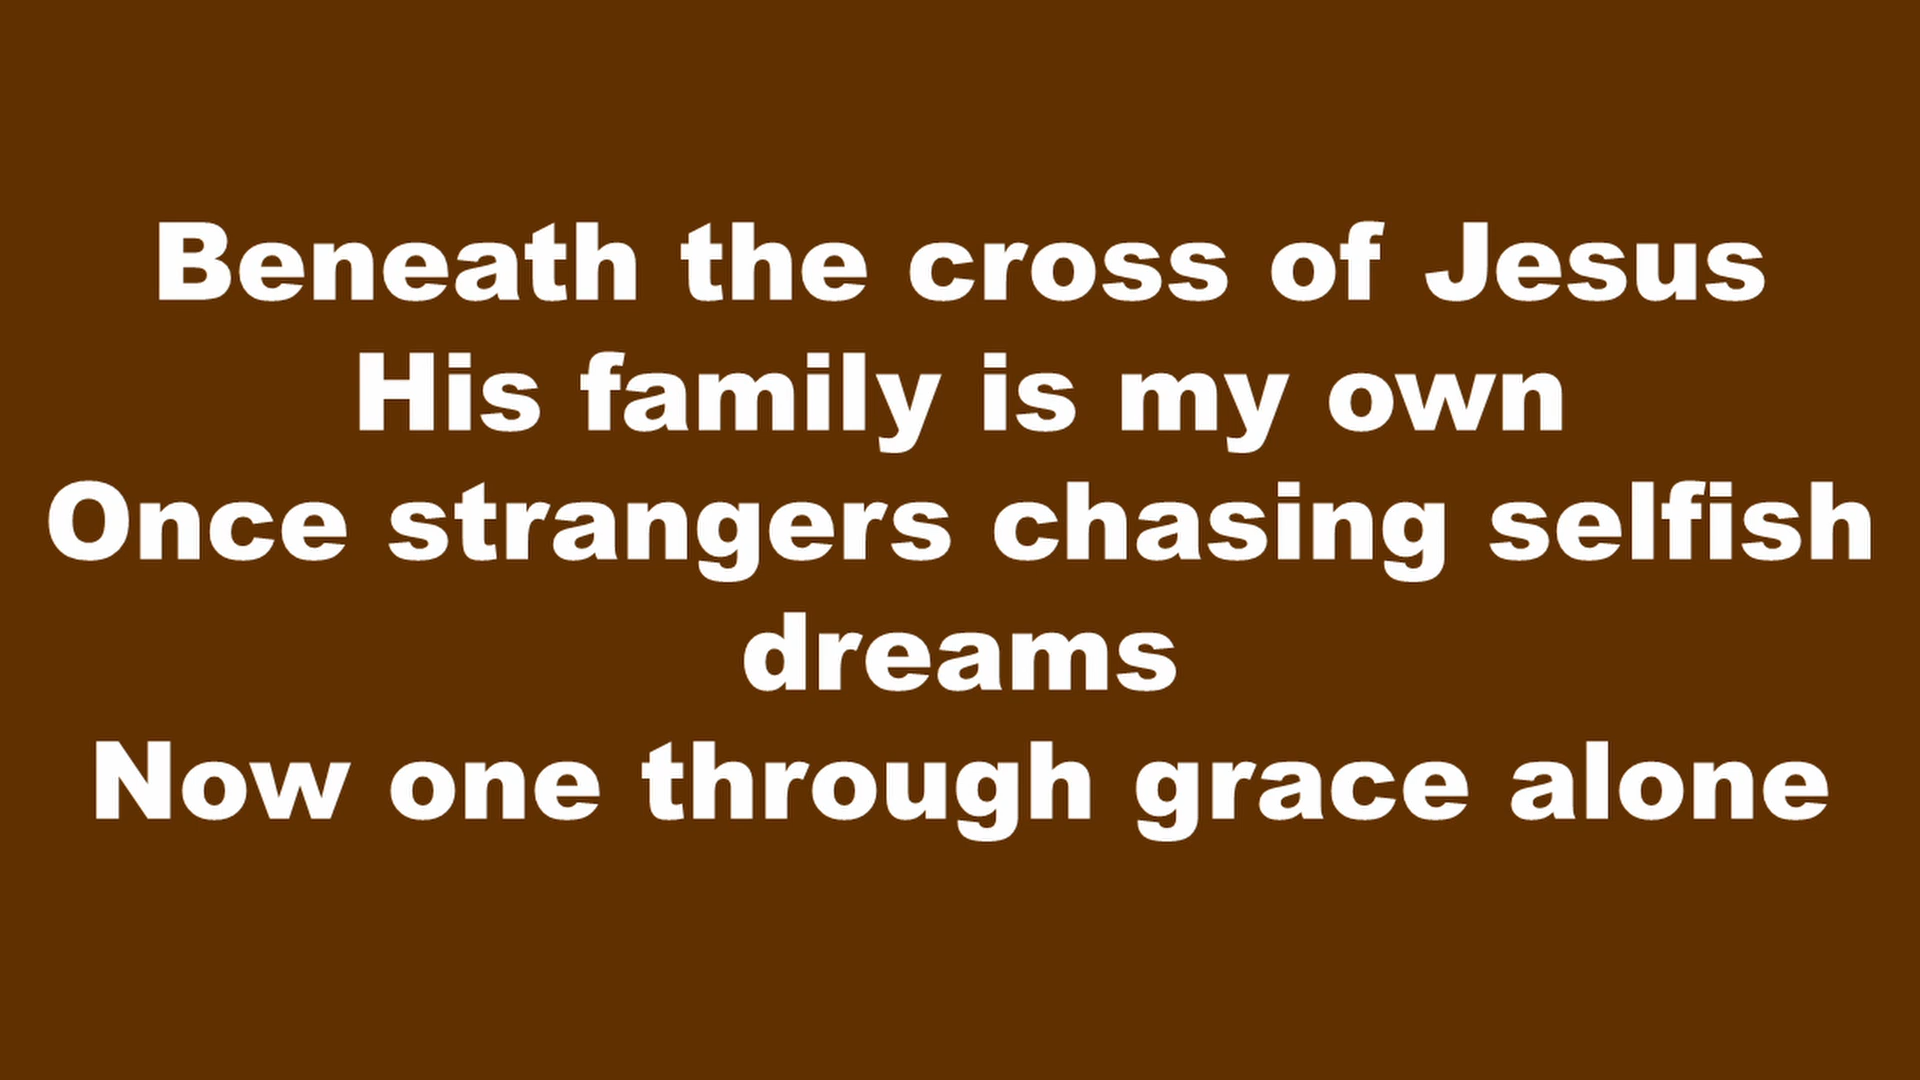 Beneath the cross of Jesus
His family is my own
Once strangers chasing selfish
dreams
Now one through grace alone